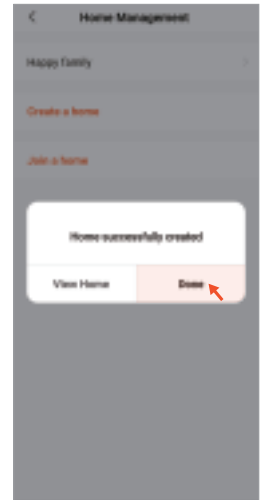 Home Management
Happy family
Create a home
Join a home
Home successfully created
View Home
Done